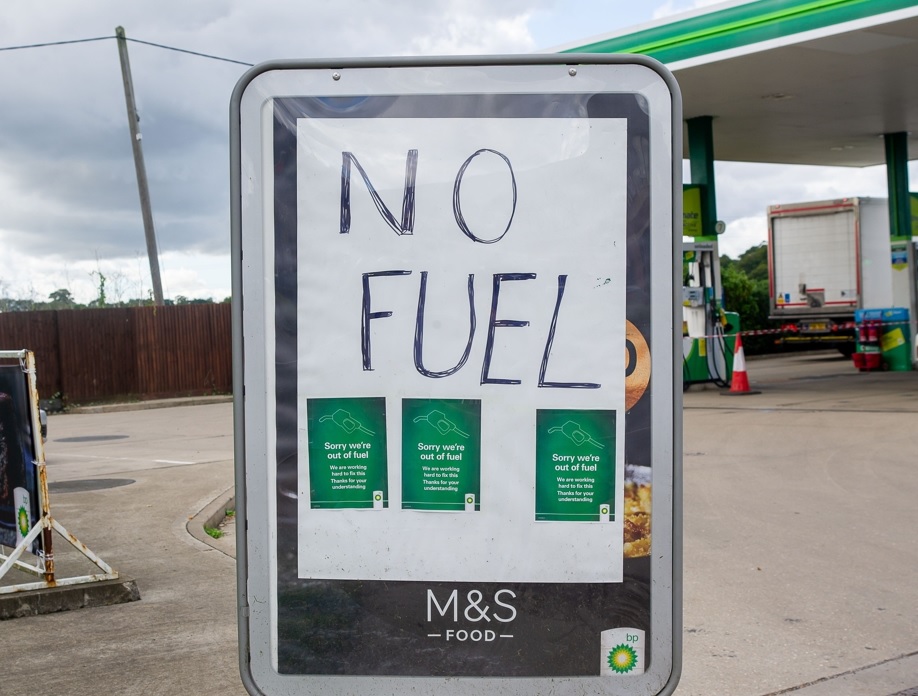 NO
FUEL
Sorry we're
out of fuel
We are working
hard to fix this
Thanks for your
understanding
Sorry we're
out of fuel
We are working
hard to fix this
Thanks for your
understanding
Sorry we're
out of fuel
We are working
hard to fix this
Thanks for your
understanding
M&S
FOOD
bp